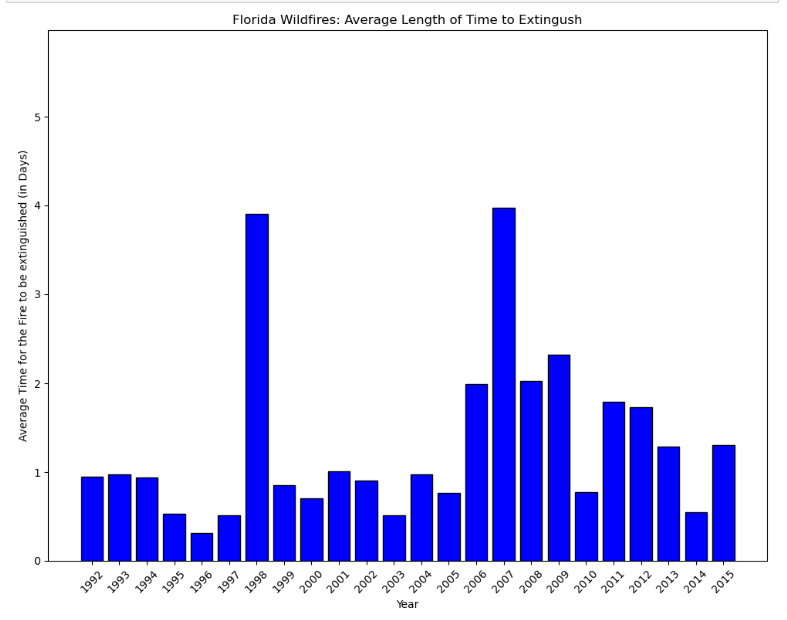 Florida Wildfires: Average Length of Time to Extingush
Average Time for the Fire to be extinguished (in Days)
5
4
3
2
1
0
1992 1993 1994 1995 1996 1997 1998 1999 2000 2001 2002 2003 2004 2005 2006 2007 2008 2009 2010 2011 2012 2013 2014 2015
Year